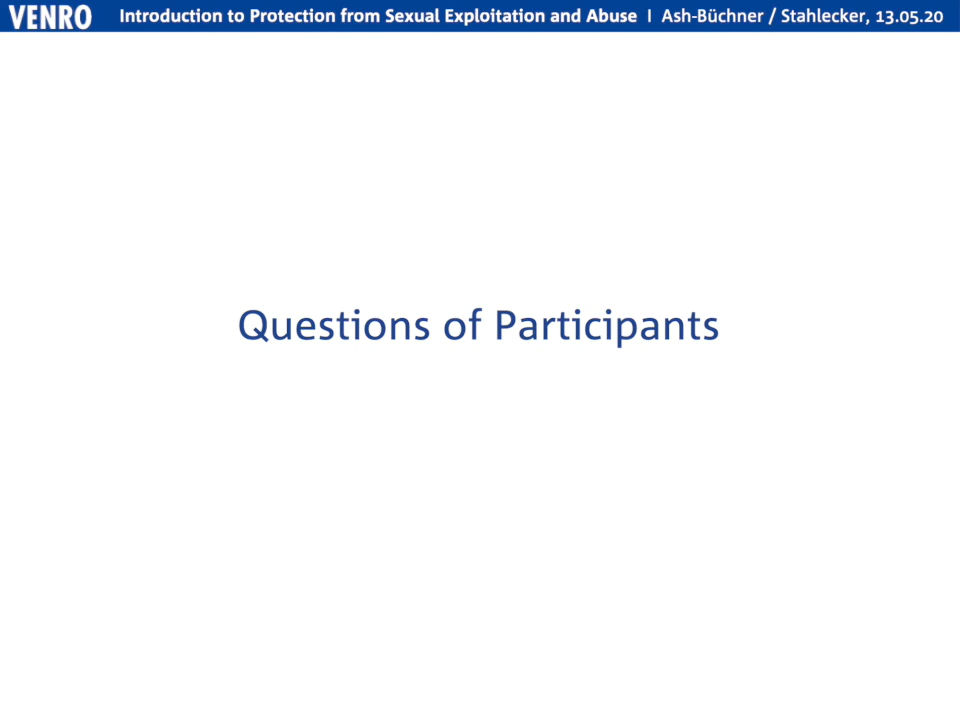 VENRO Introduction to Protection from Sexual Exploitation and Abuse I Ash-Büchner / Stahlecker, 13.05.20
Questions of Participants